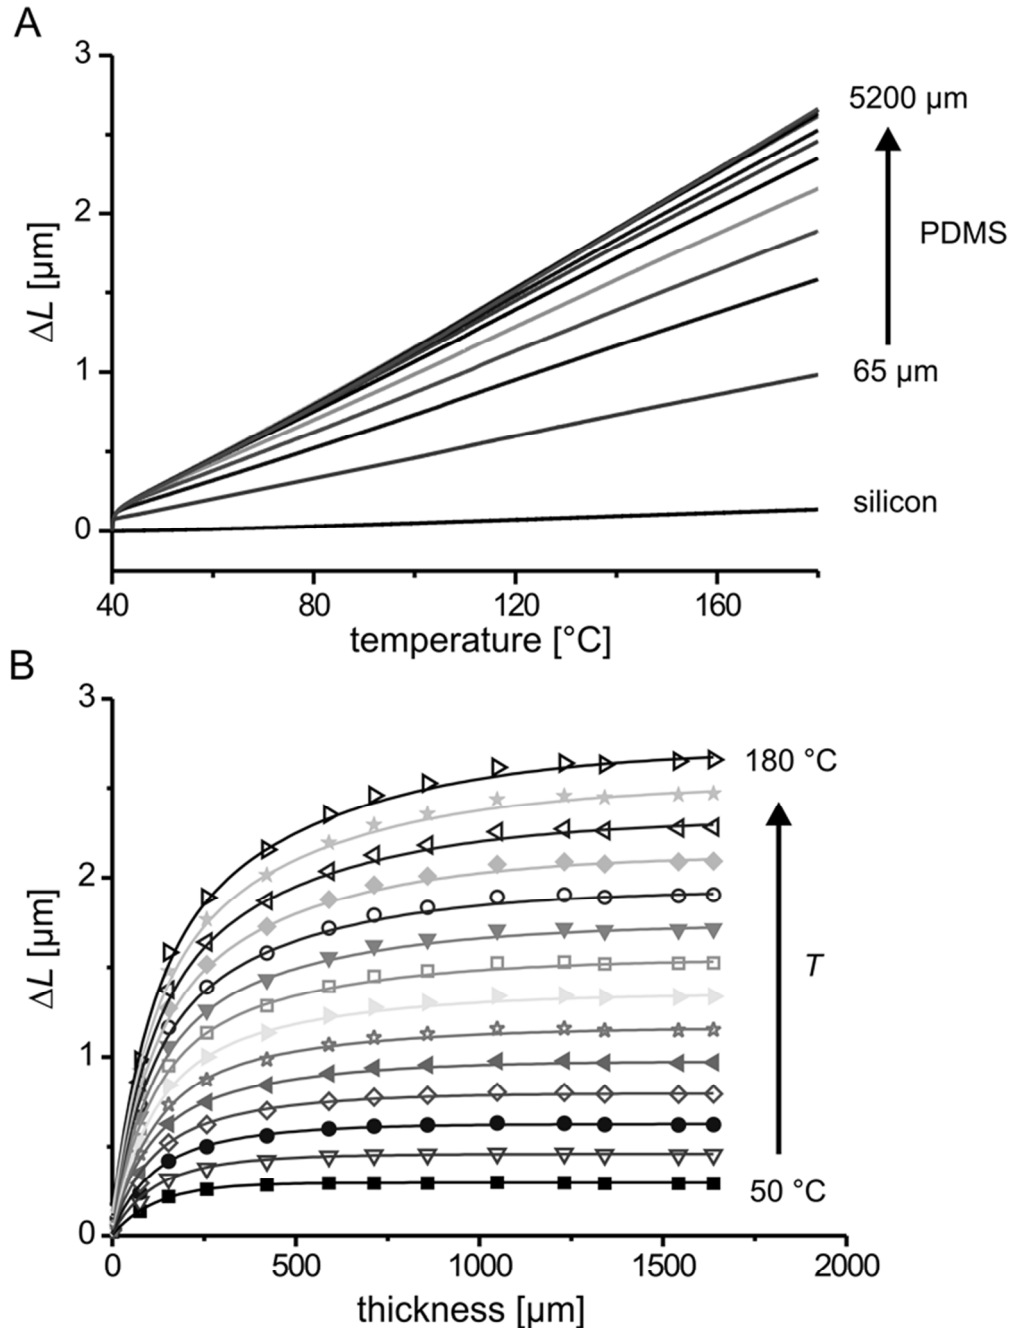 A
3
2
1
0
ΔL [µm]
40
80
120
160
temperature [°C]
5200 µm
PDMS
65 µm
silicon
B
3
2
1
0
ΔL [µm]
0
500
1000
1500
2000
thickness [µm]
180 °C
T
50 °C